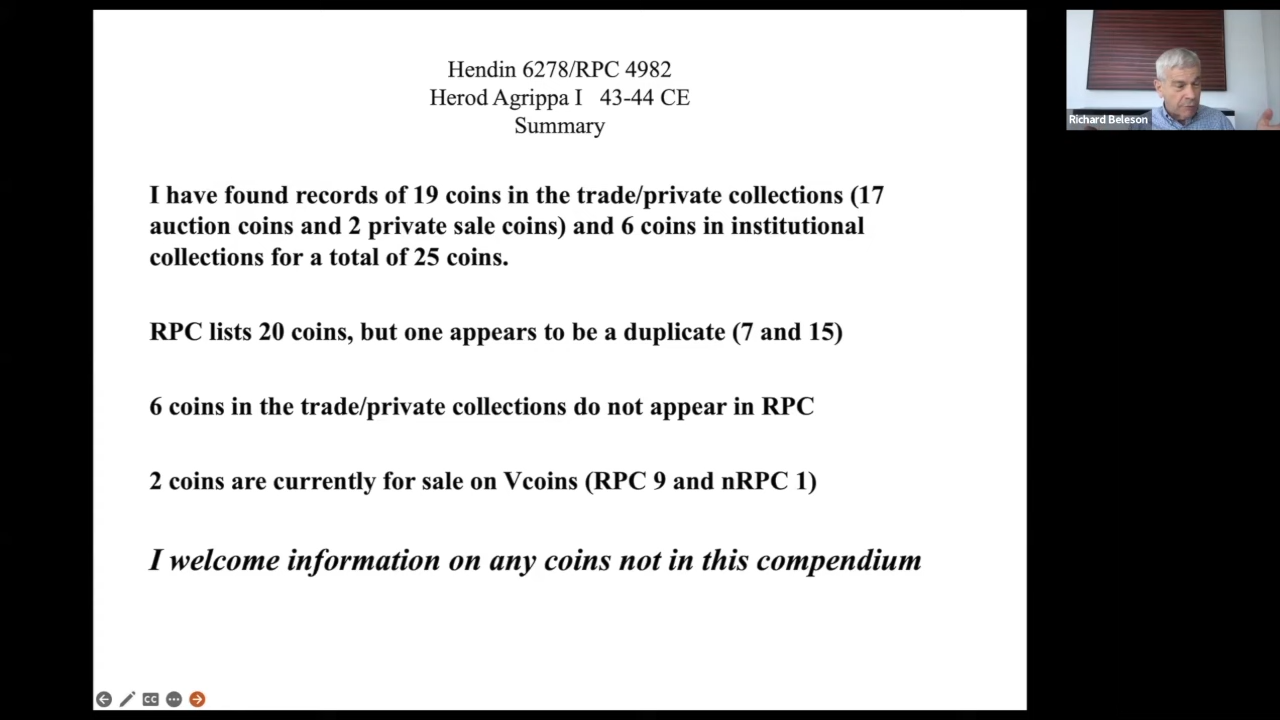 Hendin 6278/RPC 4982
Herod Agrippa I 43-44 CE
Summary
I have found records of 19 coins in the trade/private collections (17
auction coins and 2 private sale coins) and 6 coins in institutional
collections for a total of 25 coins.
RPC lists 20 coins, but one appears to be a duplicate (7 and 15)
6 coins in the trade/private collections do not appear in RPC
2 coins are currently for sale on Vcoins (RPC 9 and nRPC 1)
I welcome information on any coins not in this compendium
Richard Beleson
CC